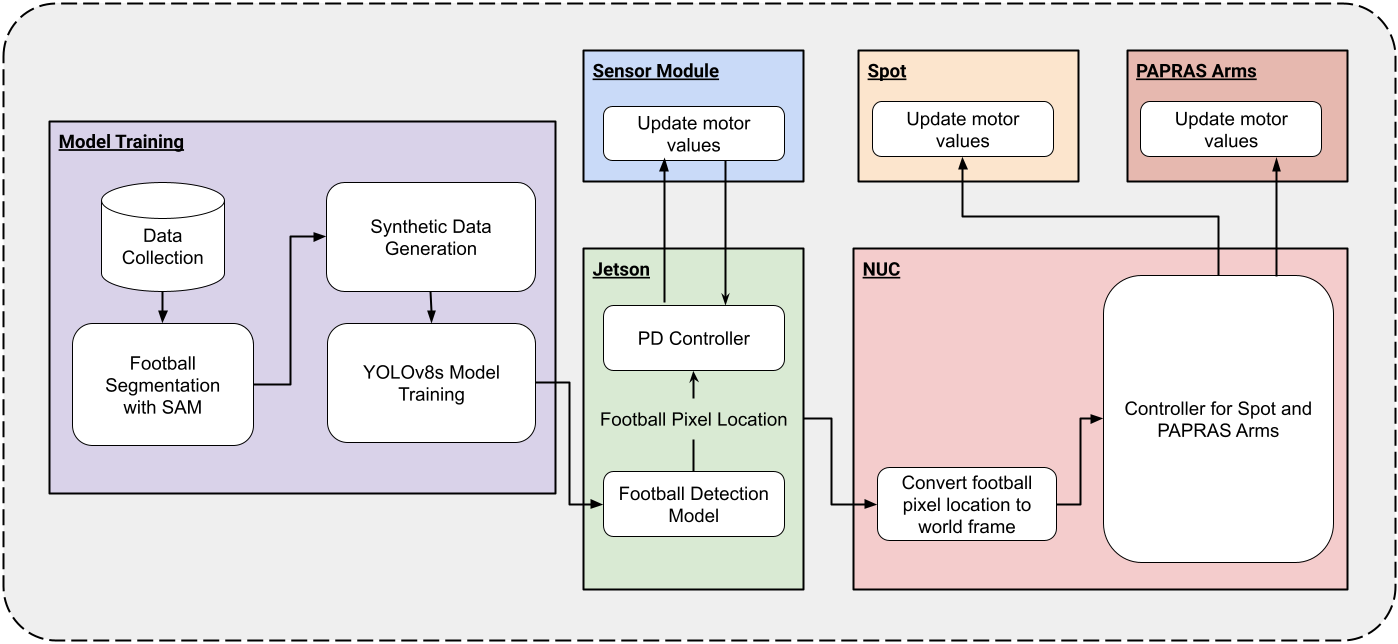 Model Training
Data
Collection
Football
Segmentation
with SAM
Synthetic Data
Generation
YOLOv8s Model
Training
Sensor Module
Update motor
values
Jetson
PD Controller
Football Pixel Location
Football Detection
Model
Spot
Update motor
values
PAPRAS Arms
Update motor
values
NUC
Convert football
pixel location to
world frame
Controller for Spot and
PAPRAS Arms